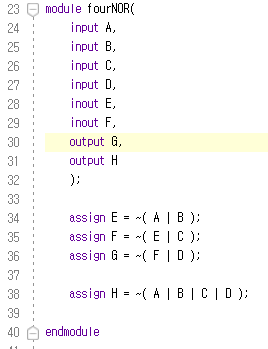 23 module fourNOR(
24 input A,
25 input B,
26 input C,
27 input D,
28 inout E,
29 inout F,
30 output G,
31 output H
32 );
33
34 assign E = ~( A | B );
35 assign F = ~( E | C );
36 assign G = ~( F | D );
37
38 assign H = ~( A | B | C | D );
39
40 endmodule